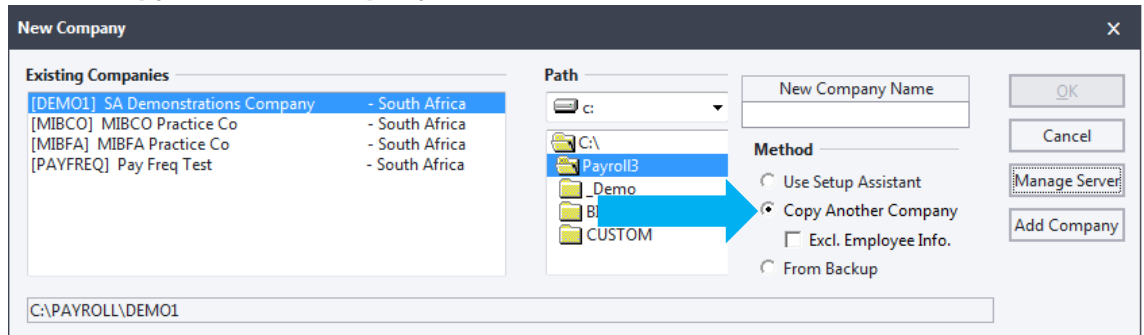 New Company
Existing Companies
[DEMO1] SA Demonstrations Company - South Africa
[MIBCO] MIBCO Practice Co - South Africa
[MIBFA] MIBFA Practice Co - South Africa
[PAYFREQ] Pay Freq Test - South Africa
C:\PAYROLL\DEMO1
Path
c:
C:\
Payroll3
_Demo
CUSTOM
New Company Name
Method
Use Setup Assistant
Copy Another Company
Excl. Employee Info.
From Backup
OK
Cancel
Manage Server
Add Company